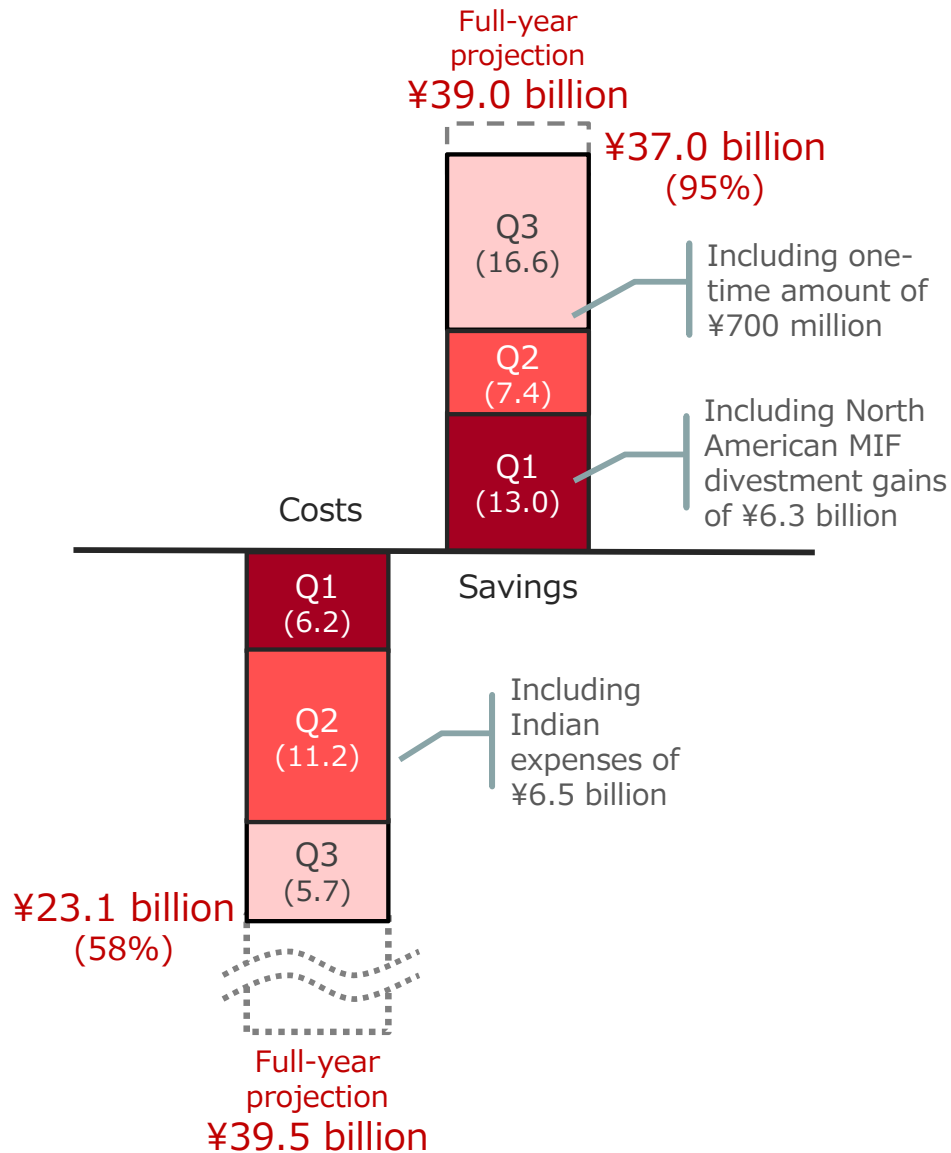 Full-year
projection
¥39.0 billion
¥37.0 billion
(95%)
Q3
(16.6)
Including one-
time amount of
¥700 million
Q2
(7.4)
Including North
American MIF
divestment gains
of ¥6.3 billion
Q1
(13.0)
Costs
Savings
Q1
(6.2)
Q2
(11.2)
Including
Indian
expenses of
¥6.5 billion
Q3
(5.7)
¥23.1 billion
(58%)
Full-year
projection
¥39.5 billion